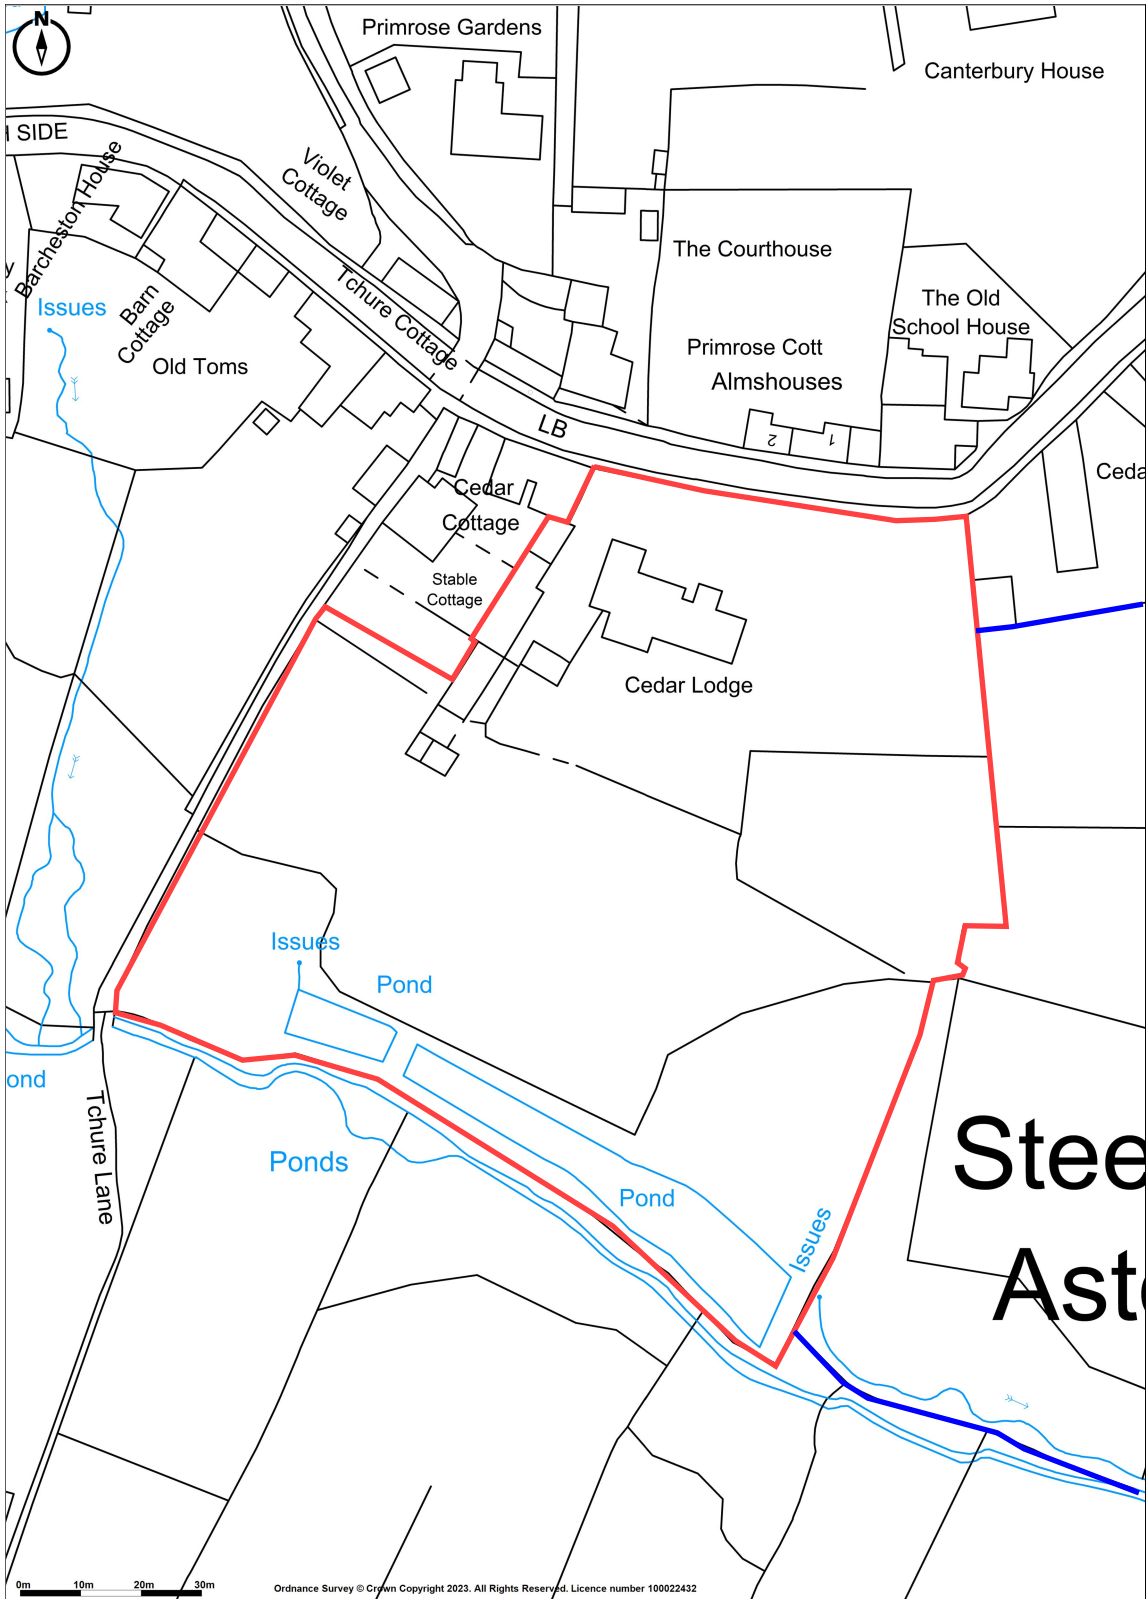 N
Primrose Gardens
Canterbury House
SIDE
Violet
Cottage
Barcheston House
The Courthouse
Issues
Barn
Cottage
Tchure Cottage
The Old
School House
Old Toms
Primrose Cott
Almshouses
LB
2
1
Cedar
Cottage
Stable
Cottage
Cedar Lodge
Issues
Pond
ond
Tchure Lane
Ponds
Pond
Issues
Stee
Ast
0m 10m 20m 30m
Ordnance Survey © Crown Copyright 2023. All Rights Reserved. Licence number 100022432